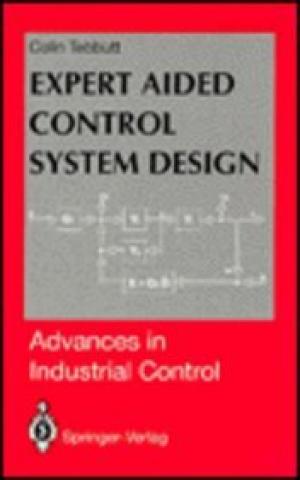 Colin Tebbutt
EXPERT AIDED
CONTROL
SYSTEM DESIGN
Advances in
Industrial Control
Springer-Verlag